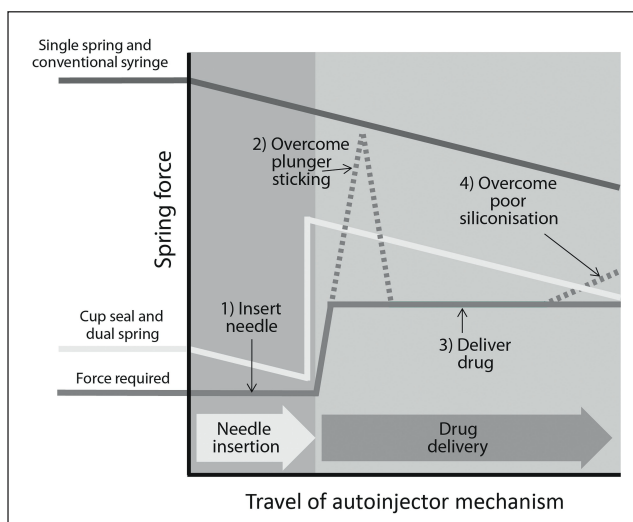 Single spring and
conventional syringe
Spring force
2) Overcome
plunger
sticking
4) Overcome
poor
siliconisation
1) Insert
needle
Cup seal and
dual spring
3) Deliver
drug
Force required
Needle
insertion
Drug
delivery
Travel of autoinjector mechanism